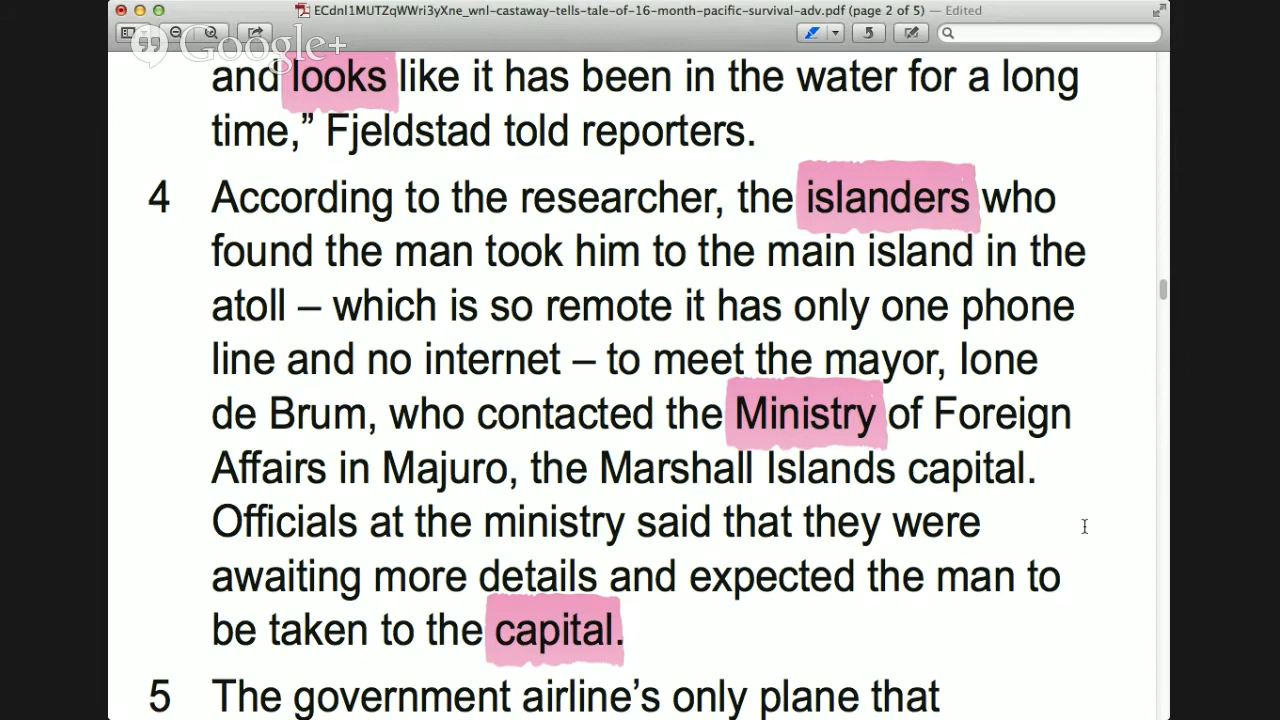 ECdnl1MUTZqWWri3yXne_wnl-castaway-tells-tale-of-16-month-pacific-survival-adv.pdf (page 2 of 5) — Edited
Google+
and looks like it has been in the water for a long
time,” Fjeldstad told reporters.
4 According to the researcher, the islanders who
found the man took him to the main island in the
atoll – which is so remote it has only one phone
line and no internet – to meet the mayor, Ione
de Brum, who contacted the Ministry of Foreign
Affairs in Majuro, the Marshall Islands capital.
Officials at the ministry said that they were
awaiting more details and expected the man to
be taken to the capital.
5 The government airline’s only plane that